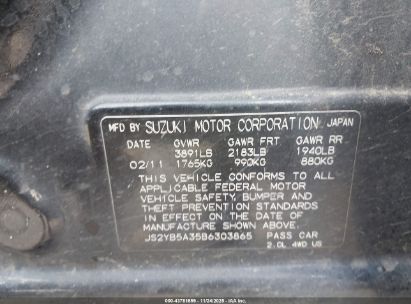 MFD BY SUZUKI MOTOR CORPORATION JAPAN
DATE GVWR GAWR FRT GAWR RR
3891LB 2183LB 1940LB
02/11 1765KG 990KG 880KG
THIS VEHICLE CONFORMS TO ALL
APPLICABLE FEDERAL MOTOR
VEHICLE SAFETY, BUMPER AND
THEFT PREVENTION STANDARDS
IN EFFECT ON THE DATE OF
MANUFACTURE SHOWN ABOVE.
JS2YB5A35B6303865 PASS CAR
2.0L 4WD US